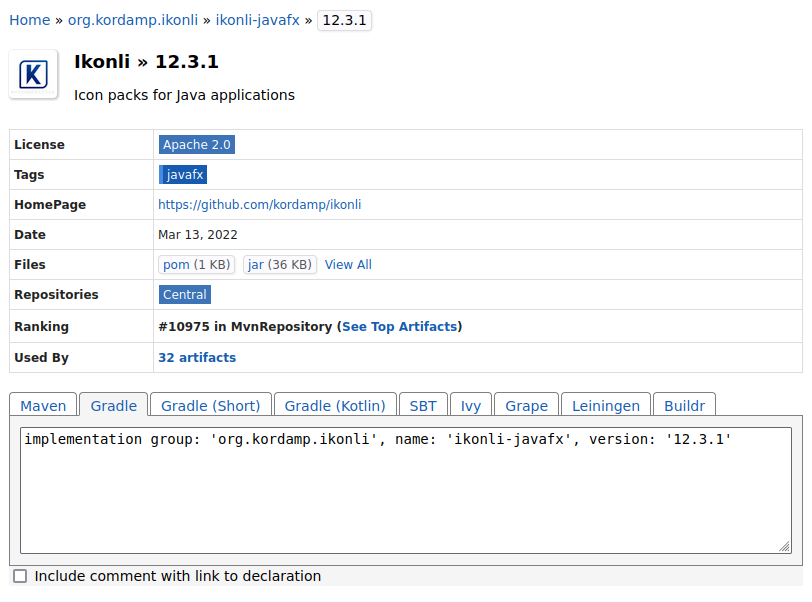 Home » org.kordamp.ikonli » ikonli-javafx » 12.3.1
K
Ikonli » 12.3.1
Icon packs for Java applications
License Apache 2.0
Tags javafx
HomePage https://github.com/kordamp/ikonli
Date Mar 13, 2022
Files pom (1 KB) jar (36 KB) View All
Repositories Central
Ranking #10975 in MvnRepository (See Top Artifacts)
Used By 32 artifacts
Maven Gradle Gradle (Short) Gradle (Kotlin) SBT Ivy Grape Leiningen Buildr
implementation group: 'org.kordamp.ikonli', name: 'ikonli-javafx', version: '12.3.1'
Include comment with link to declaration